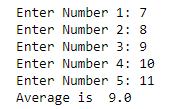 Enter Number 1: 7
Enter Number 2: 8
Enter Number 3: 9
Enter Number 4: 10
Enter Number 5: 11
Average is  9.0